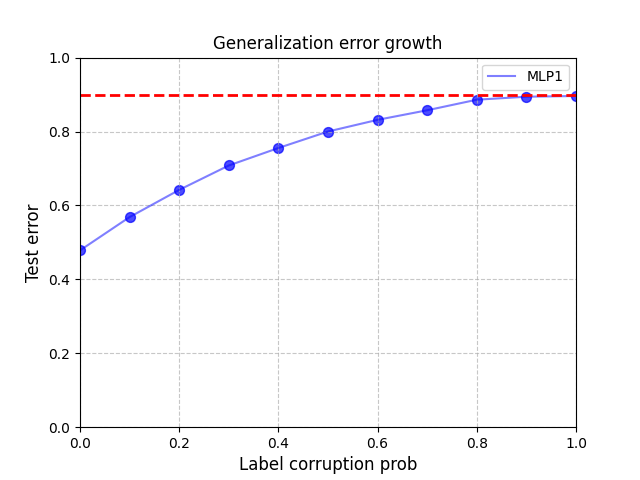 Generalization error growth
MLP1
Test error
1.0
0.8
0.6
0.4
0.2
0.0
0.0 0.2 0.4 0.6 0.8 1.0
Label corruption prob